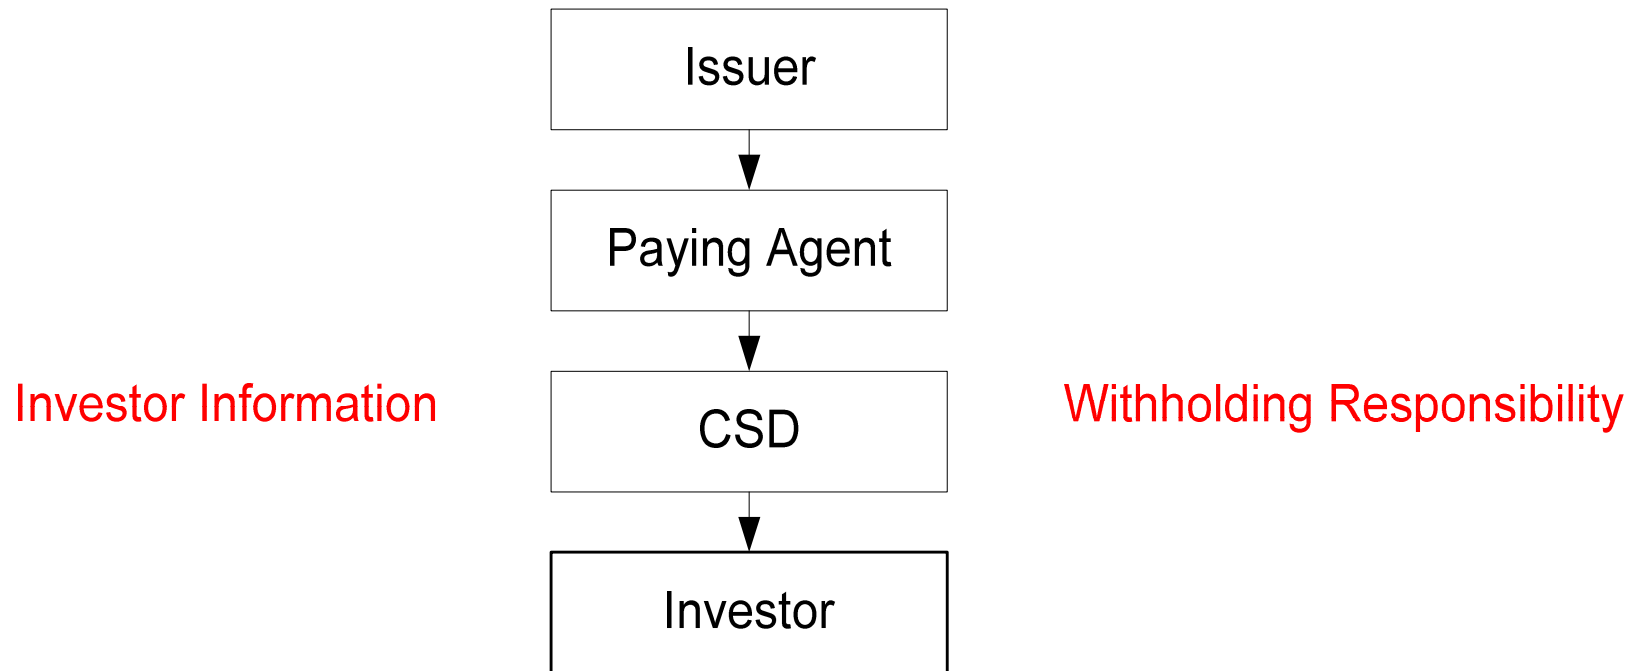 Issuer
Paying Agent
Investor Information
CSD
Withholding Responsibility
Investor